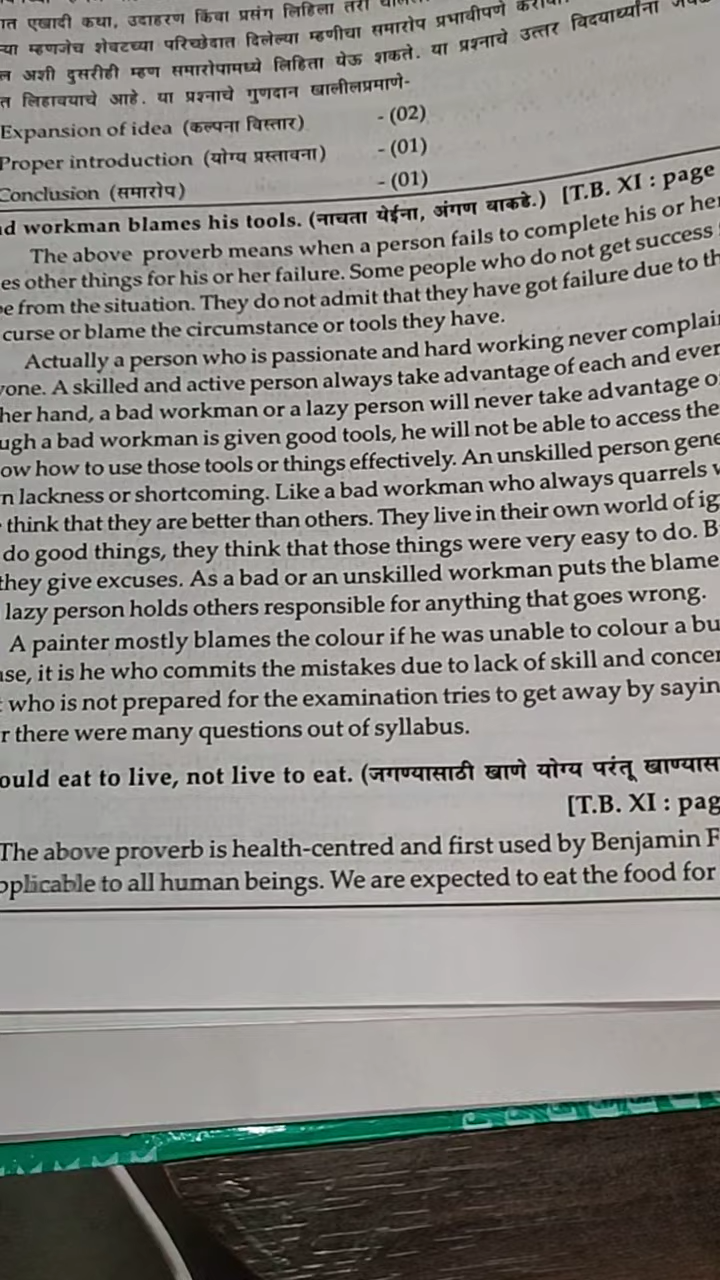 एखादी कथा, उदाहरण किंवा प्रसंग लिहिला तरी
म्हणजेच शेवटच्या परिच्छेदात दिलेल्या म्हणीचा समारोप प्रभावीपणे
अशी दुसरीही म्हण समारोपामध्ये लिहिता येऊ शकते. या प्रश्नाचे उत्तर विदयार्थ्यांना
त लिहावयाचे आहे. या प्रश्नाचे गुणदान खालीलप्रमाणे-
Expansion of idea (कल्पना विस्तार) - (02)
Proper introduction (योग्य प्रस्तावना) - (01)
Conclusion (समारोप) - (01)
d workman blames his tools. (नाचता येईना, अंगण वाकडे.) [T.B. XI : page
The above proverb means when a person fails to complete his or her
es other things for his or her failure. Some people who do not get success
e from the situation. They do not admit that they have got failure due to th
curse or blame the circumstance or tools they have.
Actually a person who is passionate and hard working never complai
yone. A skilled and active person always take advantage of each and ever
her hand, a bad workman or a lazy person will never take advantage o
ugh a bad workman is given good tools, he will not be able to access the
ow how to use those tools or things effectively. An unskilled person gene
n lackness or shortcoming. Like a bad workman who always quarrels
think that they are better than others. They live in their own world of ig
do good things, they think that those things were very easy to do. B
they give excuses. As a bad or an unskilled workman puts the blame
lazy person holds others responsible for anything that goes wrong.
A painter mostly blames the colour if he was unable to colour a bu
ase, it is he who commits the mistakes due to lack of skill and concen
who is not prepared for the examination tries to get away by sayin
r there were many questions out of syllabus.
ould eat to live, not live to eat. (जगण्यासाठी खाणे योग्य परंतू खाण्यास
[T.B. XI : pag
The above proverb is health-centred and first used by Benjamin F
pplicable to all human beings. We are expected to eat the food for